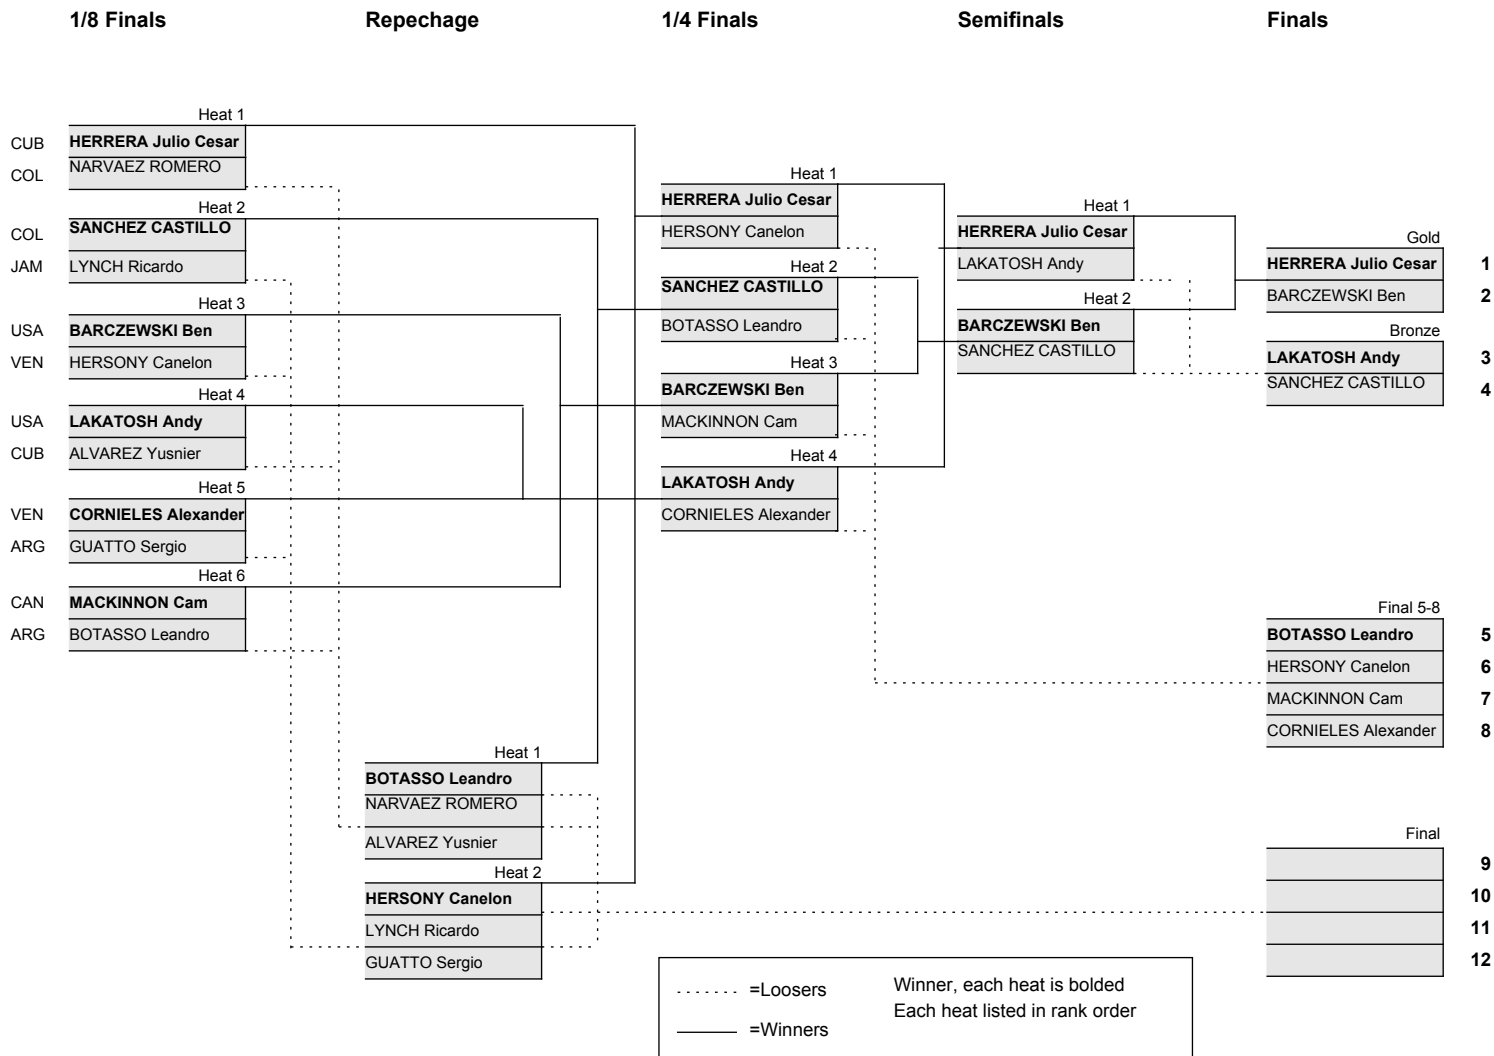 1/8 Finals Repechage 1/4 Finals Semifinals Finals
Heat 1
CUB HERRERA Julio Cesar
COL NARVAEZ ROMERO
Heat 2
COL SANCHEZ CASTILLO
JAM LYNCH Ricardo
Heat 3
USA BARCZEWSKI Ben
VEN HERSONY Canelon
Heat 4
USA LAKATOSH Andy
CUB ALVAREZ Yusnier
Heat 5
VEN CORNIELES Alexander
ARG GUATTO Sergio
Heat 6
CAN MACKINNON Cam
ARG BOTASSO Leandro
Heat 1
BOTASSO Leandro
NARVAEZ ROMERO
ALVAREZ Yusnier
Heat 2
HERSONY Canelon
LYNCH Ricardo
GUATTO Sergio
Heat 1
HERRERA Julio Cesar
HERSONY Canelon
Heat 2
SANCHEZ CASTILLO
BOTASSO Leandro
Heat 3
BARCZEWSKI Ben
MACKINNON Cam
Heat 4
LAKATOSH Andy
CORNIELES Alexander
Heat 1
HERRERA Julio Cesar
LAKATOSH Andy
Heat 2
BARCZEWSKI Ben
SANCHEZ CASTILLO
Gold
HERRERA Julio Cesar 1
BARCZEWSKI Ben 2
Bronze
LAKATOSH Andy 3
SANCHEZ CASTILLO 4
Final 5-8
BOTASSO Leandro 5
HERSONY Canelon 6
MACKINNON Cam 7
CORNIELES Alexander 8
Final
9
10
11
12
=Loosers Winner, each heat is bolded
Each heat listed in rank order
=Winners